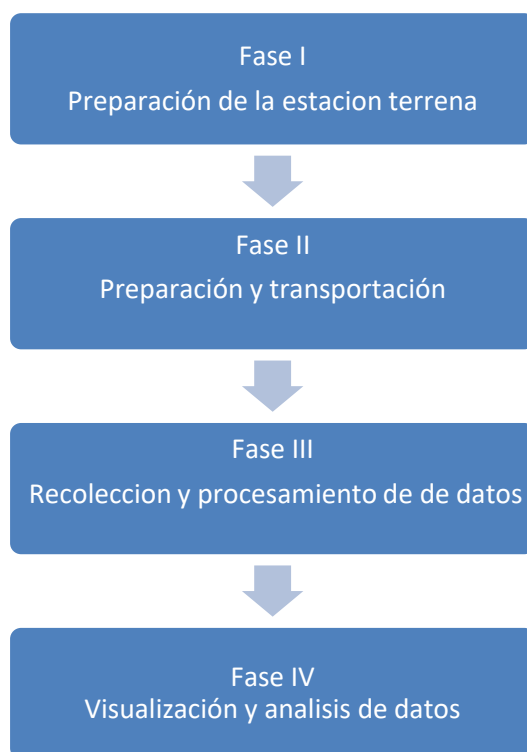 Fase I
Preparación de la estacion terrena
Fase II
Preparación y transportación
Fase III
Recoleccion y procesamiento de de datos
Fase IV
Visualización y analisis de datos